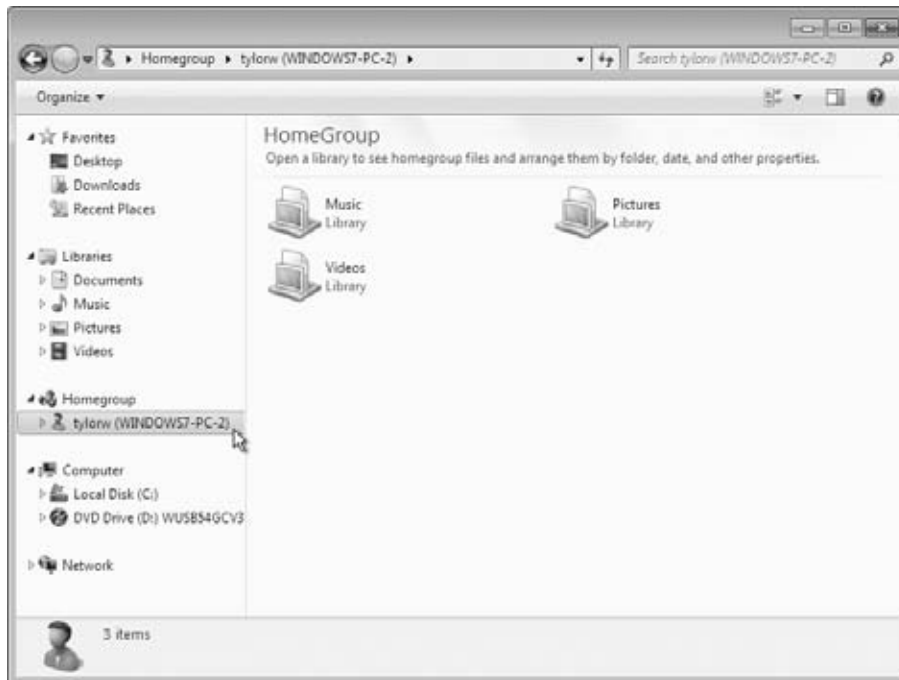 Homegroup tylorw (WINDOWS7-PC-2)
Search tylorw (WINDOWS7-PC-2)
Organize
Favorites
Desktop
Downloads
Recent Places
Libraries
Documents
Music
Pictures
Videos
Homegroup
tylorw (WINDOWS7-PC-2)
Computer
Local Disk (C:)
DVD Drive (D:) WUSB54GCV3
Network
HomeGroup
Open a library to see homegroup files and arrange them by folder, date, and other properties.
Music
Library
Pictures
Library
Videos
Library
3 items